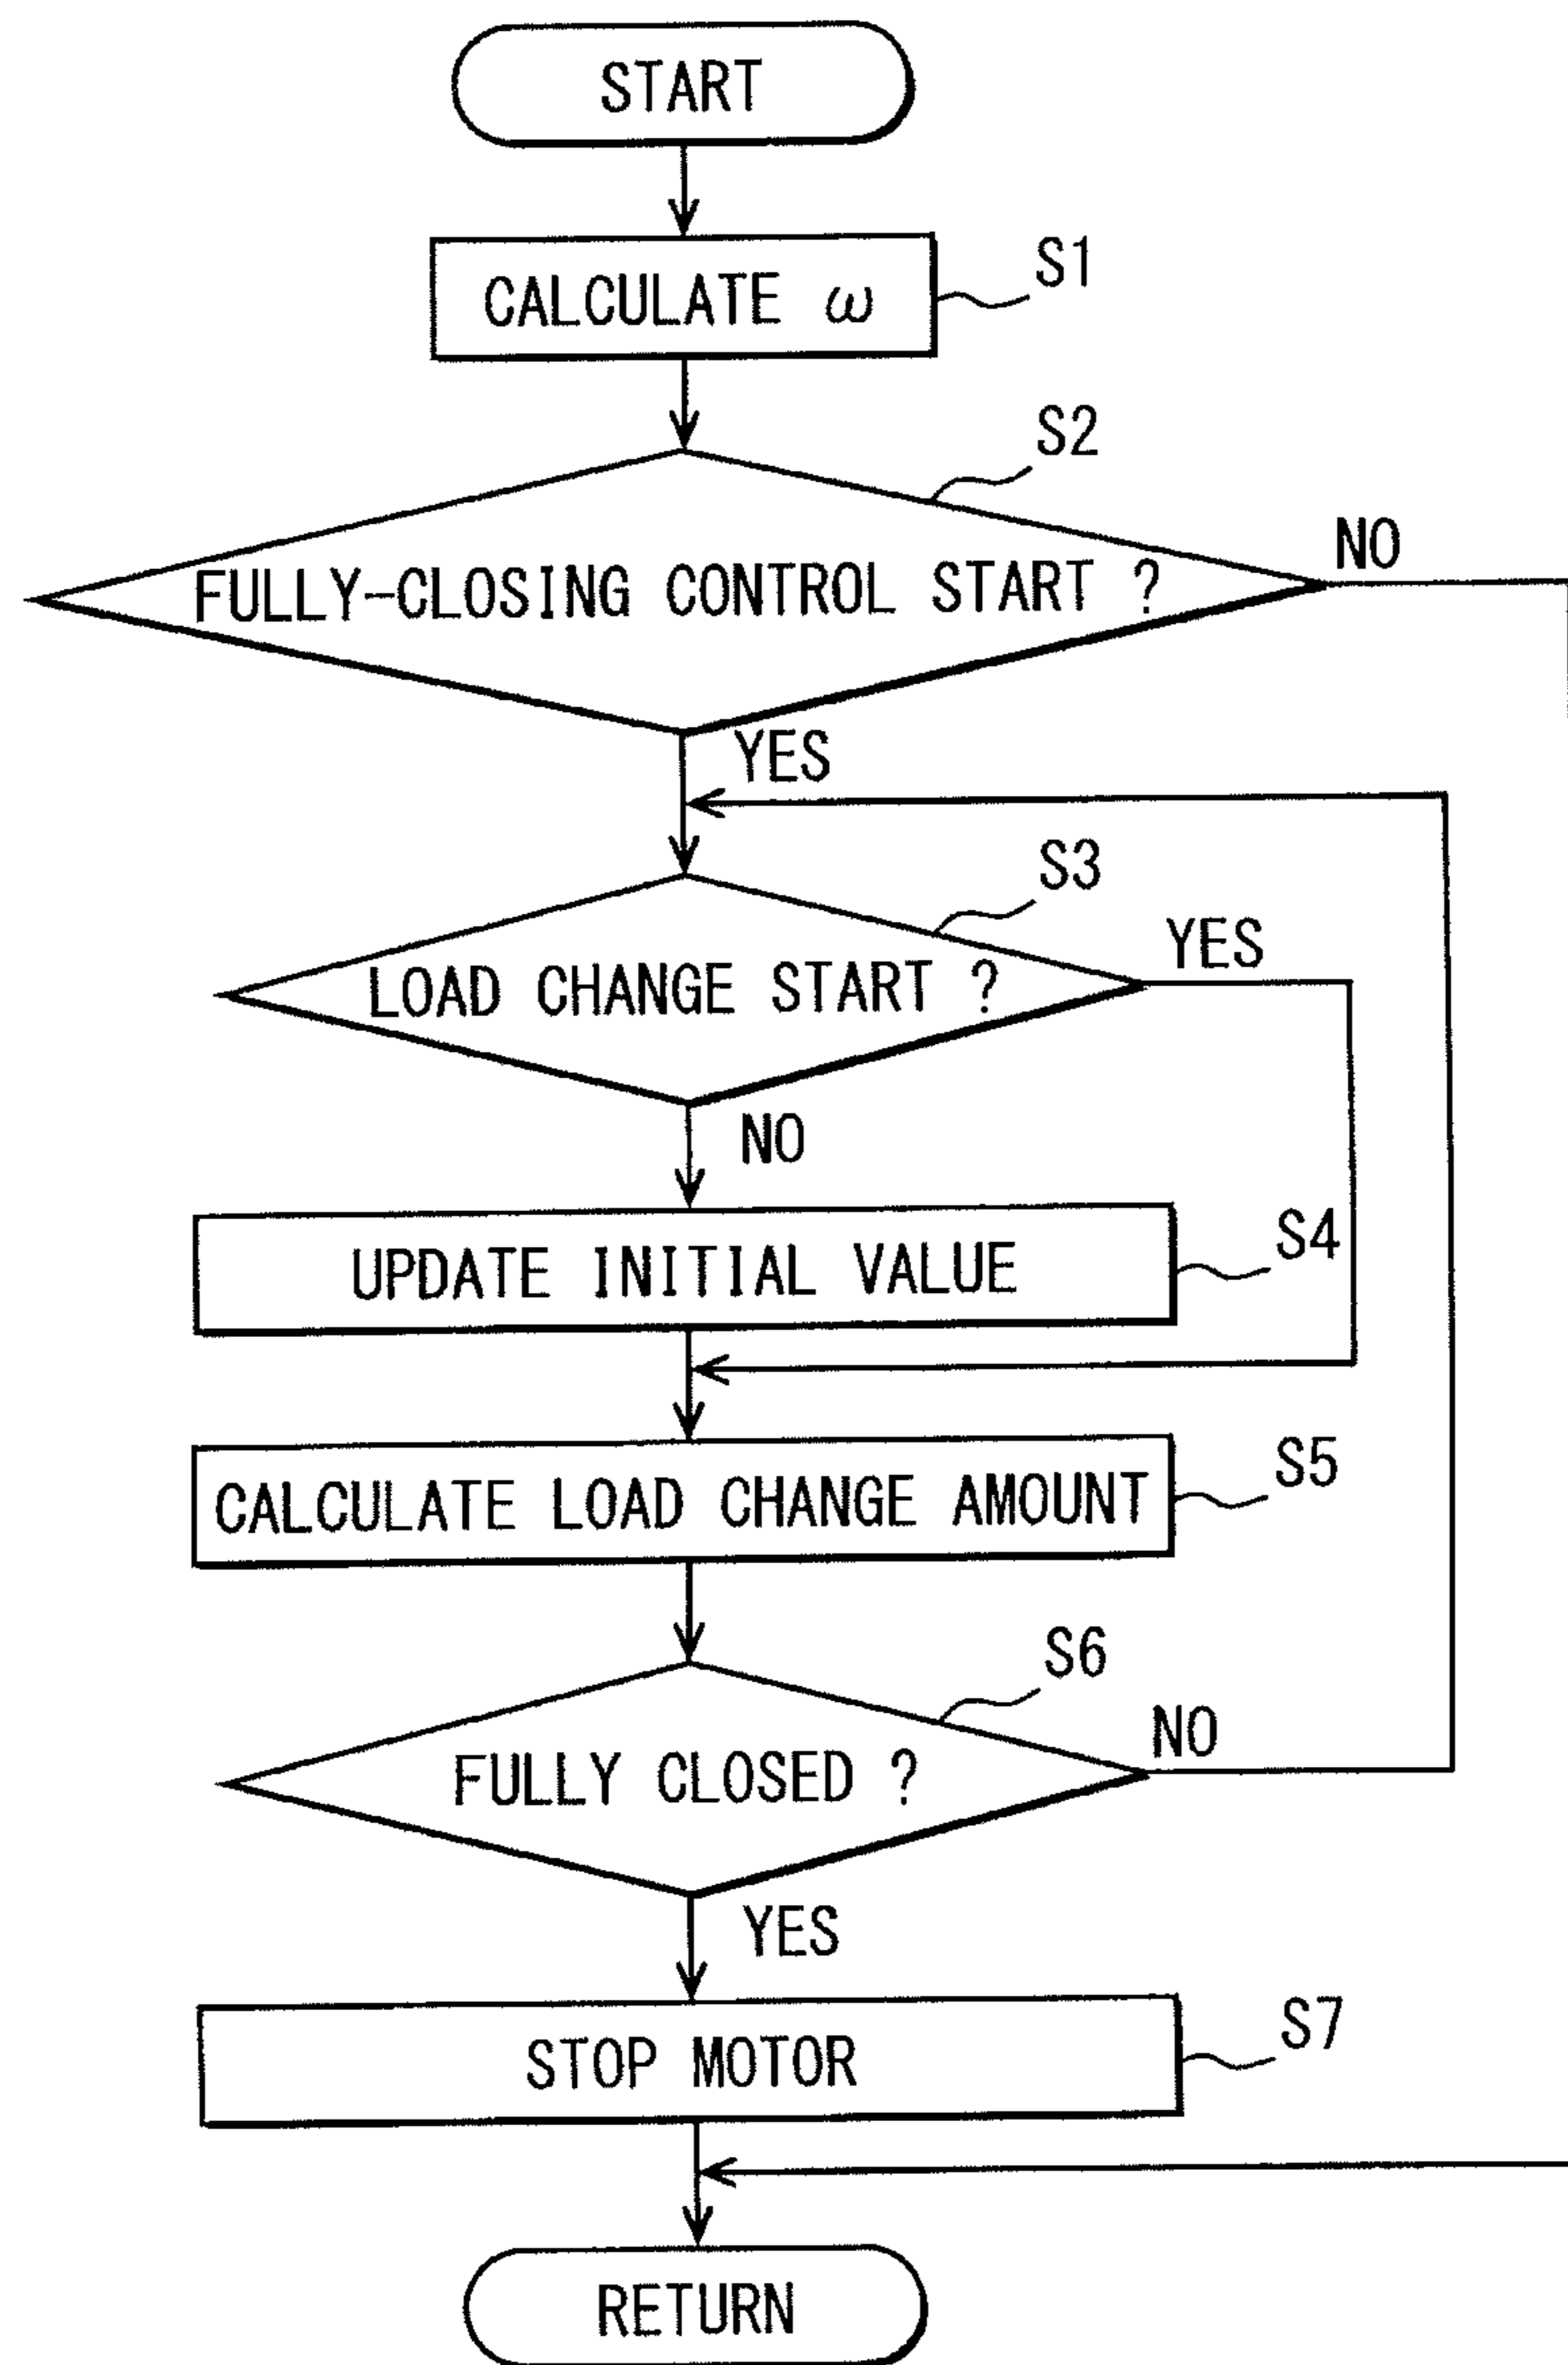 START
CALCULATE ω
S1
S2
FULLY-CLOSING CONTROL START ?
NO
YES
S3
LOAD CHANGE START ?
YES
NO
UPDATE INITIAL VALUE
S4
CALCULATE LOAD CHANGE AMOUNT
S5
S6
FULLY CLOSED ?
NO
YES
STOP MOTOR
S7
RETURN